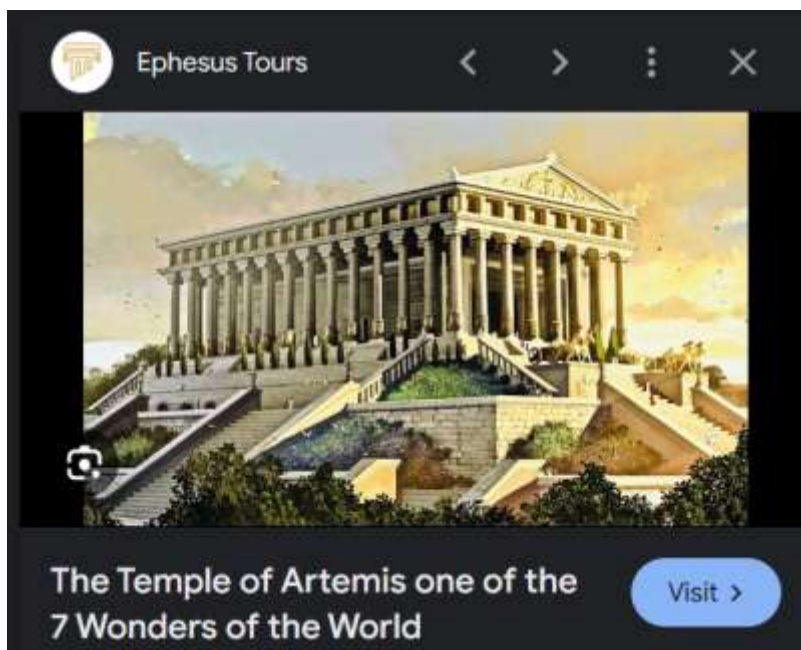 Ephesus Tours
The Temple of Artemis one of the
7 Wonders of the World
Visit